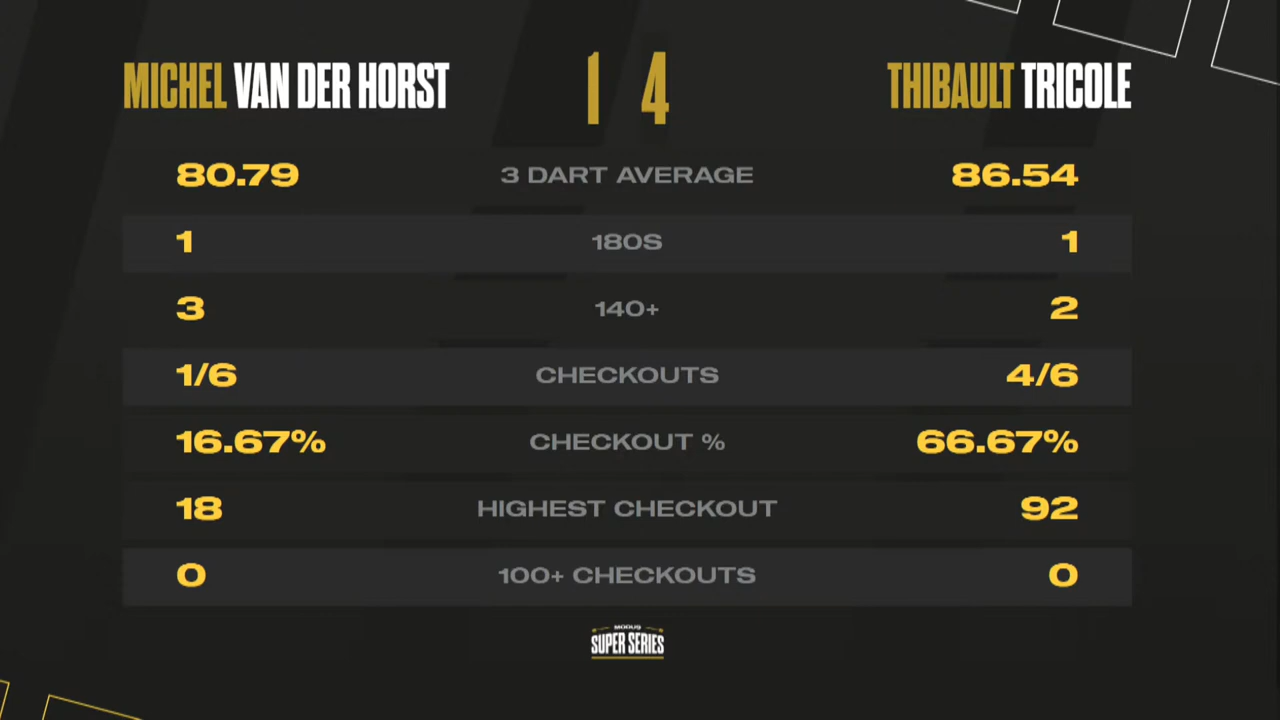 MICHEL VAN DER HORST 1 4 THIBAULT TRICOLE
80.79 3 DART AVERAGE 86.54
1 180S 1
3 140+ 2
1/6 CHECKOUTS 4/6
16.67% CHECKOUT % 66.67%
18 HIGHEST CHECKOUT 92
0 100+ CHECKOUTS 0
MODUS
SUPER SERIES